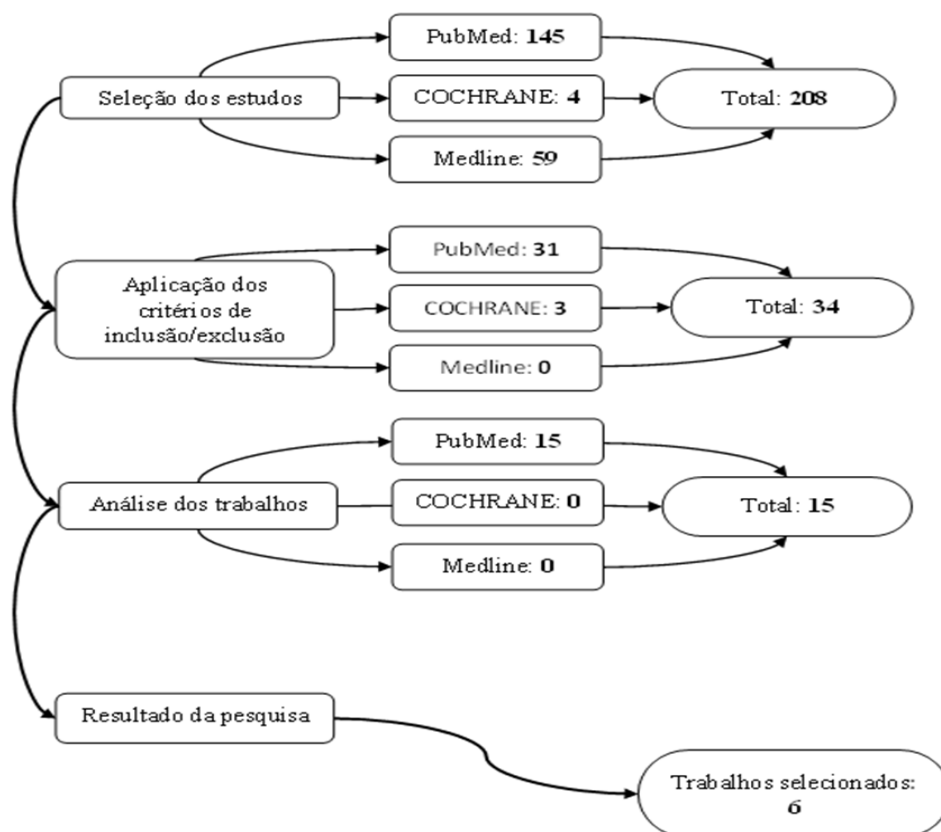 PubMed: 145
Seleção dos estudos
COCHRANE: 4
Total: 208
Medline: 59
PubMed: 31
Aplicação dos
critérios de
inclusão/exclusão
COCHRANE: 3
Total: 34
Medline: 0
PubMed: 15
Análise dos trabalhos
COCHRANE: 0
Total: 15
Medline: 0
Resultado da pesquisa
Trabalhos selecionados:
6